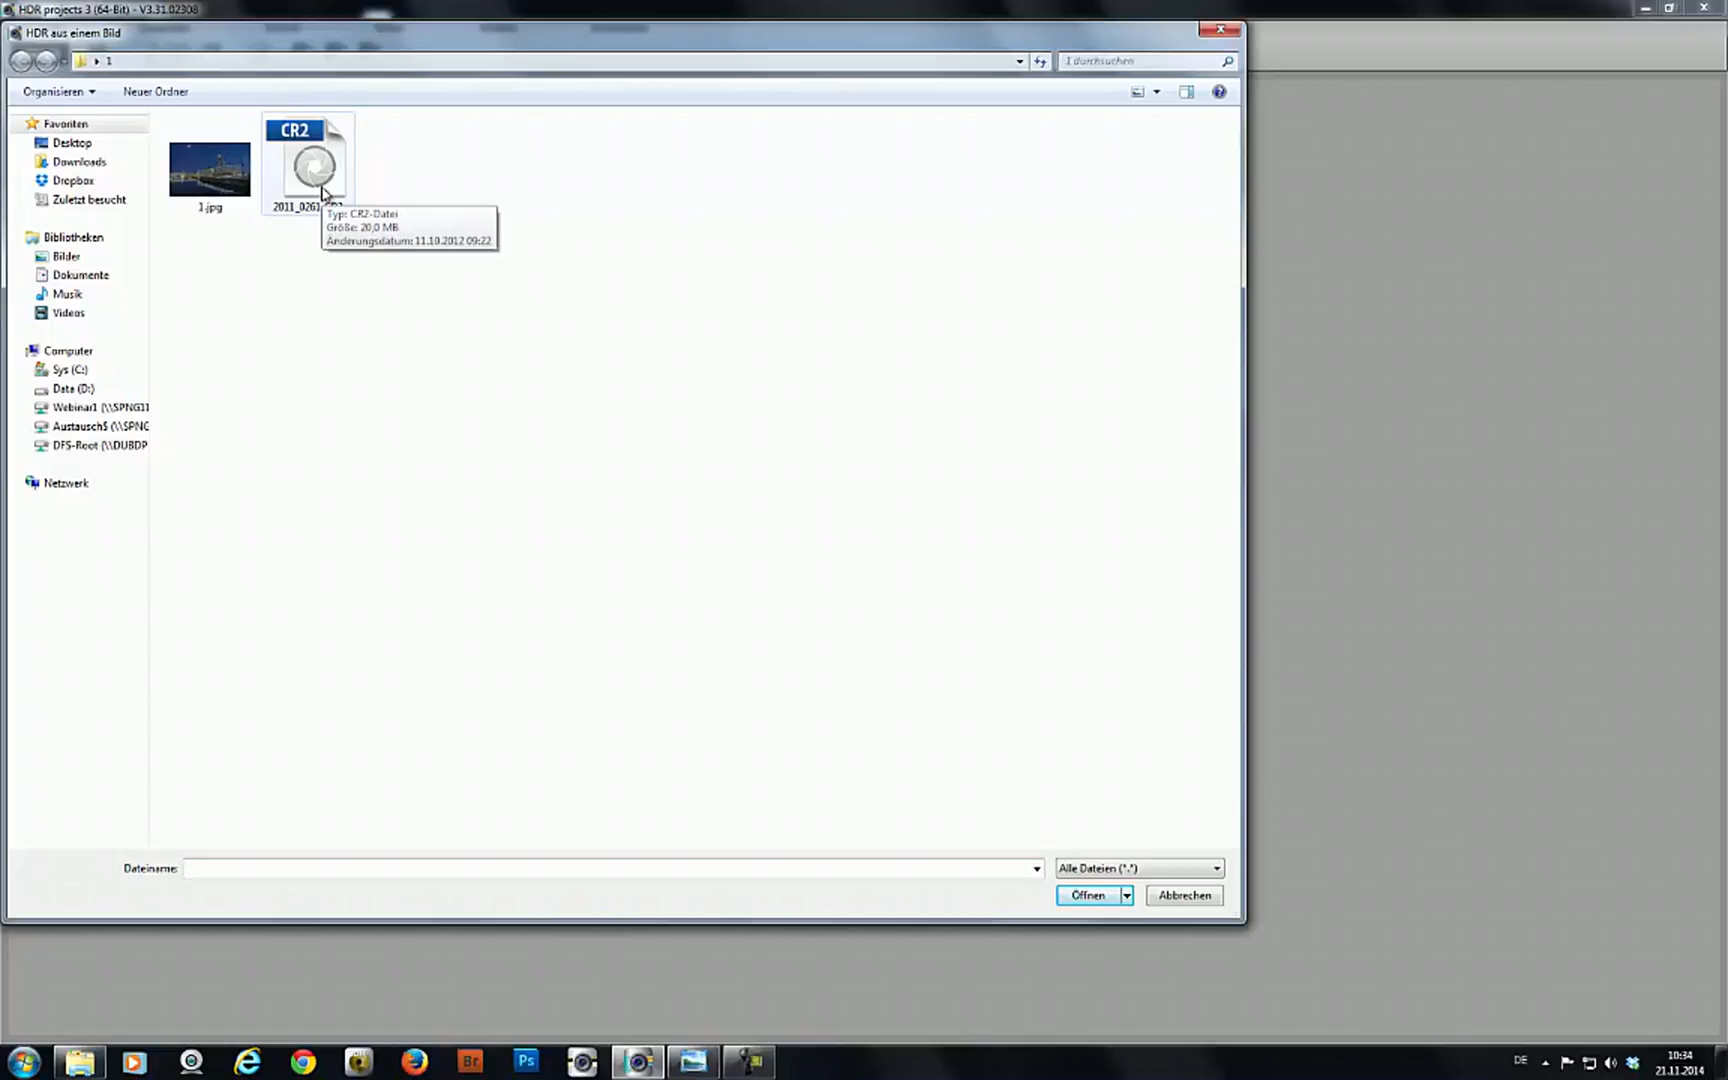 HDR projects 3 (64-Bit) - V3.31.02308
HDR aus einem Bild
1
1 durchsuchen
Organisieren
Neuer Ordner
Favoriten
Desktop
Downloads
Dropbox
Zuletzt besucht
Bibliotheken
Bilder
Dokumente
Musik
Videos
Computer
Sys (C:)
Data (D:)
Webinar1 (\\SPNG11
Austausch$ (\\SPNG
DFS-Root (\\DUBDP
Netzwerk
CR2
1.jpg
2011_0261
Typ: CR2-Datei
Größe: 20,0 MB
Änderungsdatum: 11.10.2012 09:22
Dateiname:
Alle Dateien (*.*)
Öffnen
Abbrechen
Br
Ps
DE
10:34
21.11.2014